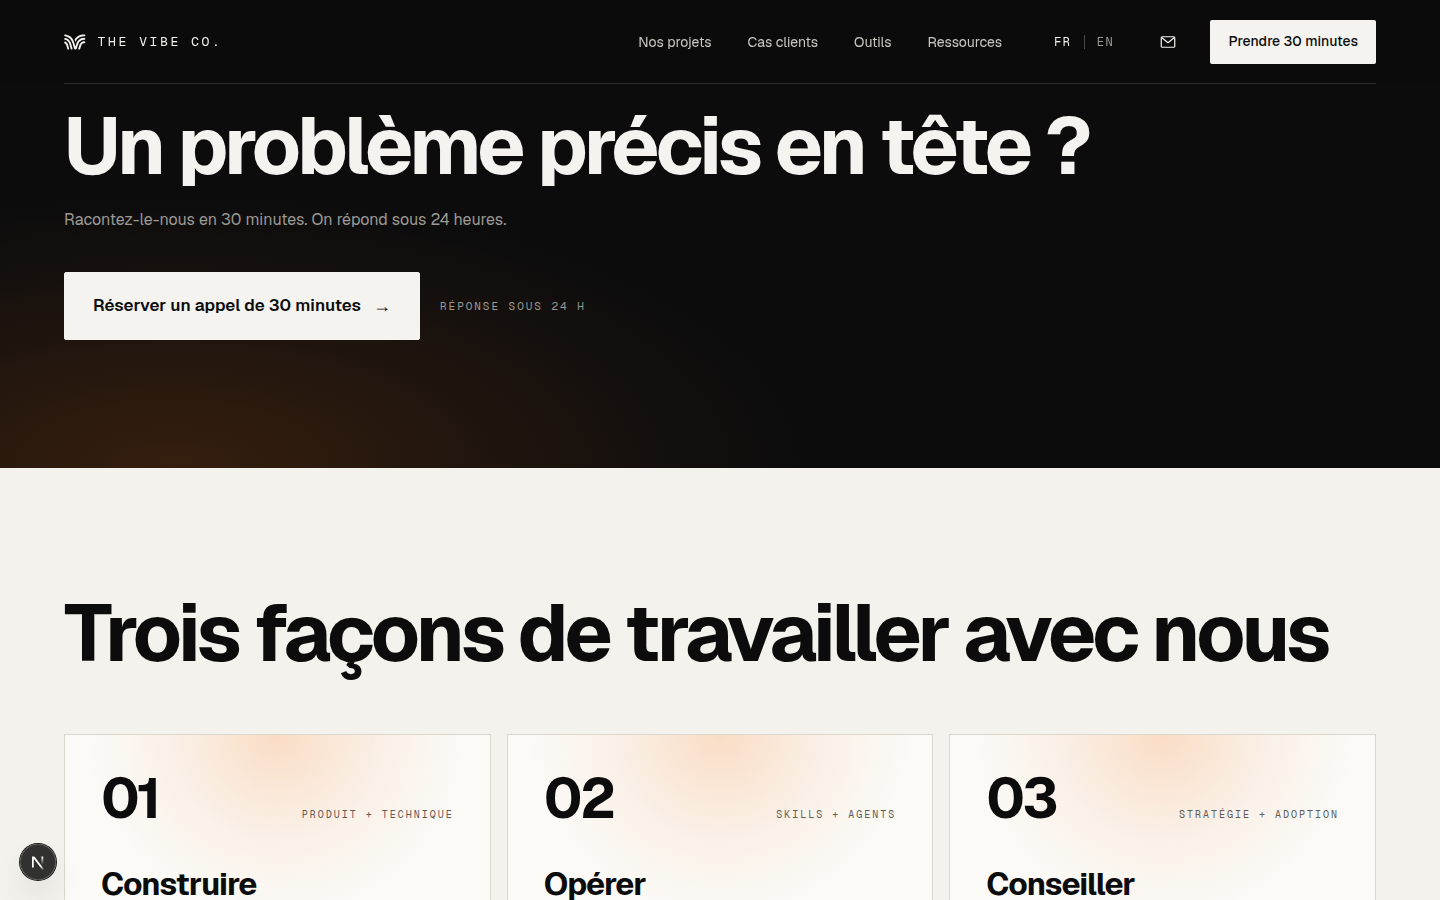 THE VIBE CO.
Nos projets
Cas clients
Outils
Ressources
FR | EN
Prendre 30 minutes
Un problème précis en tête ?
Racontez-le-nous en 30 minutes. On répond sous 24 heures.
Réserver un appel de 30 minutes →
RÉPONSE SOUS 24 H
Trois façons de travailler avec nous
01
PRODUIT + TECHNIQUE
Construire
02
SKILLS + AGENTS
Opérer
03
STRATÉGIE + ADOPTION
Conseiller
N